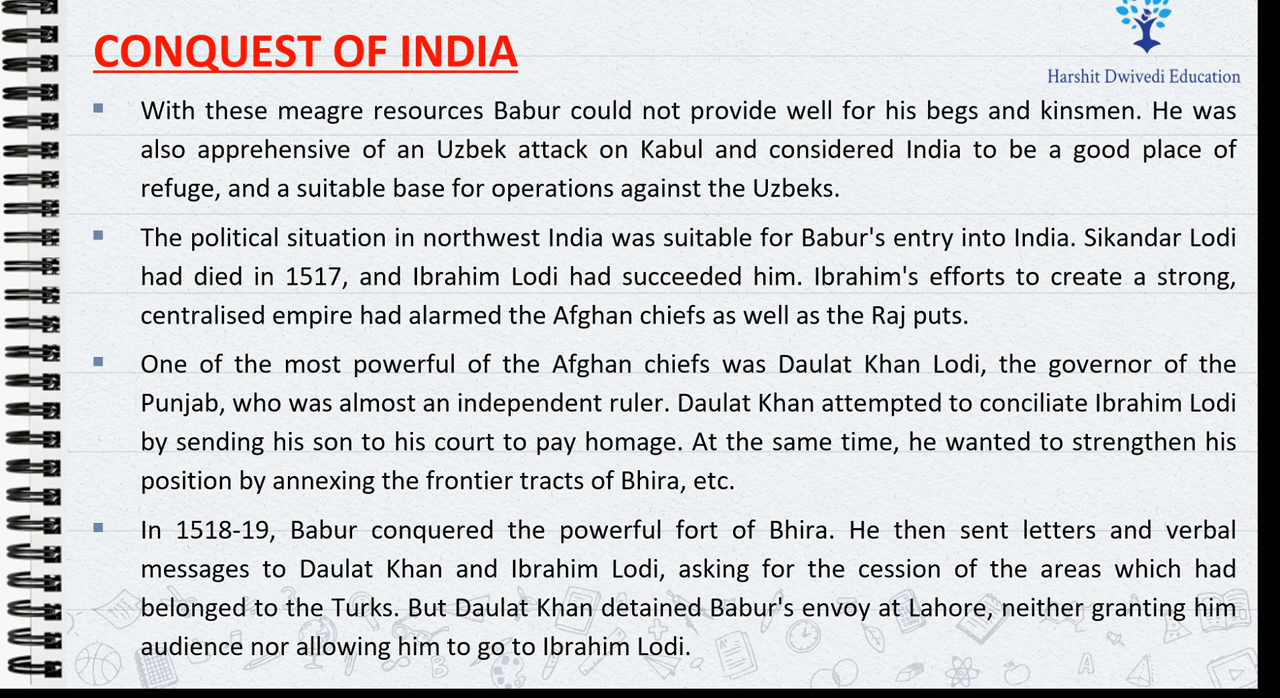 CONQUEST OF INDIA
Harshit Dwivedi Education
With these meagre resources Babur could not provide well for his begs and kinsmen. He was
also apprehensive of an Uzbek attack on Kabul and considered India to be a good place of
refuge, and a suitable base for operations against the Uzbeks.
The political situation in northwest India was suitable for Babur's entry into India. Sikandar Lodi
had died in 1517, and Ibrahim Lodi had succeeded him. Ibrahim's efforts to create a strong,
centralised empire had alarmed the Afghan chiefs as well as the Raj puts.
One of the most powerful of the Afghan chiefs was Daulat Khan Lodi, the governor of the
Punjab, who was almost an independent ruler. Daulat Khan attempted to conciliate Ibrahim Lodi
by sending his son to his court to pay homage. At the same time, he wanted to strengthen his
position by annexing the frontier tracts of Bhira, etc.
In 1518-19, Babur conquered the powerful fort of Bhira. He then sent letters and verbal
messages to Daulat Khan and Ibrahim Lodi, asking for the cession of the areas which had
belonged to the Turks. But Daulat Khan detained Babur's envoy at Lahore, neither granting him
audience nor allowing him to go to Ibrahim Lodi.